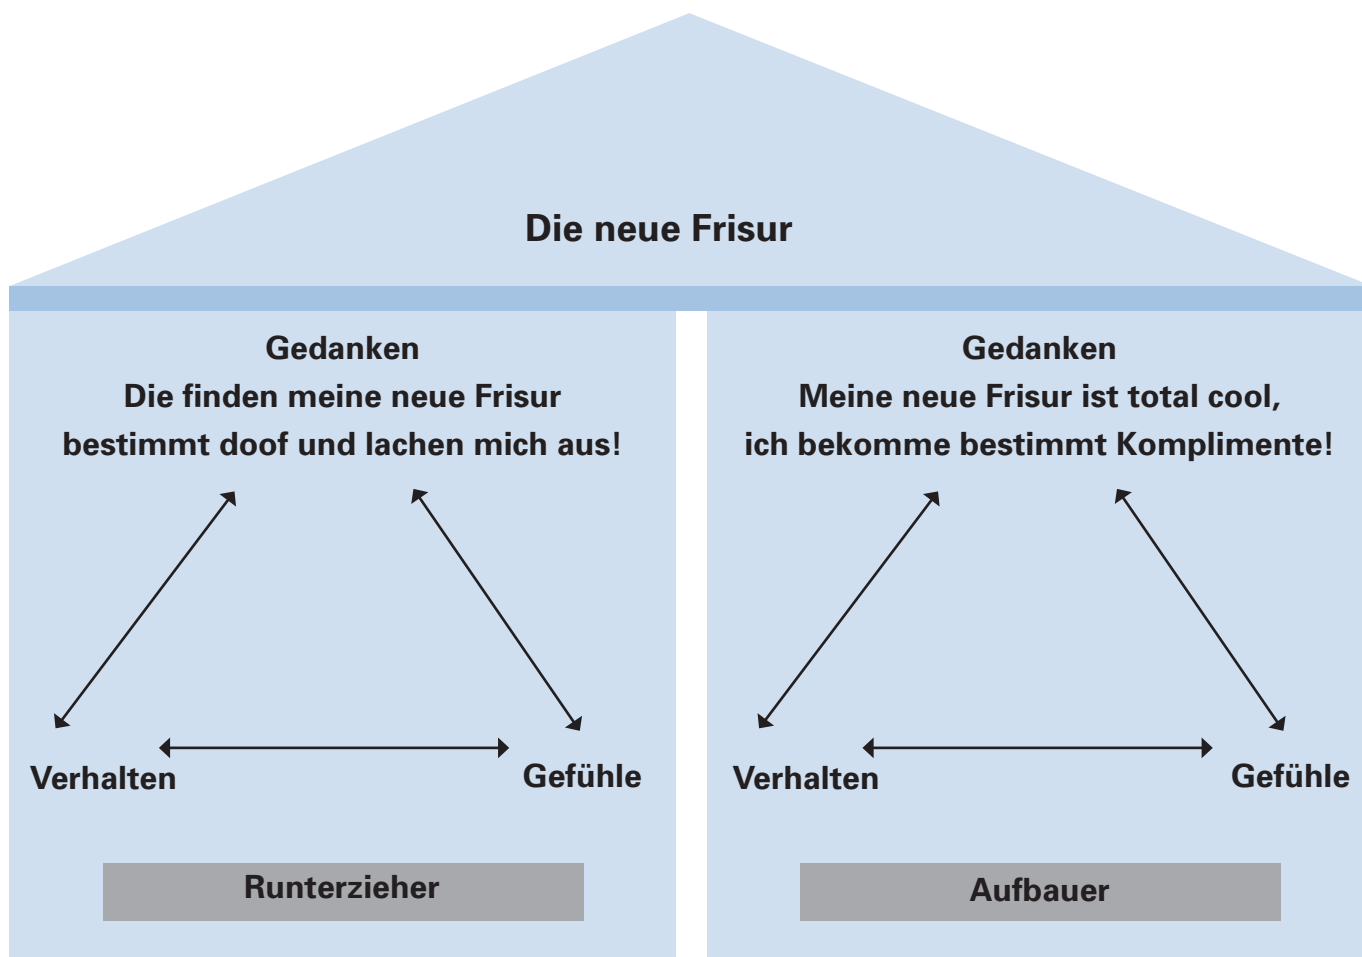 Die neue Frisur
Gedanken
Die finden meine neue Frisur
bestimmt doof und lachen mich aus!
Verhalten
Gefühle
Runterzieher
Gedanken
Meine neue Frisur ist total cool,
ich bekomme bestimmt Komplimente!
Verhalten
Gefühle
Aufbauer